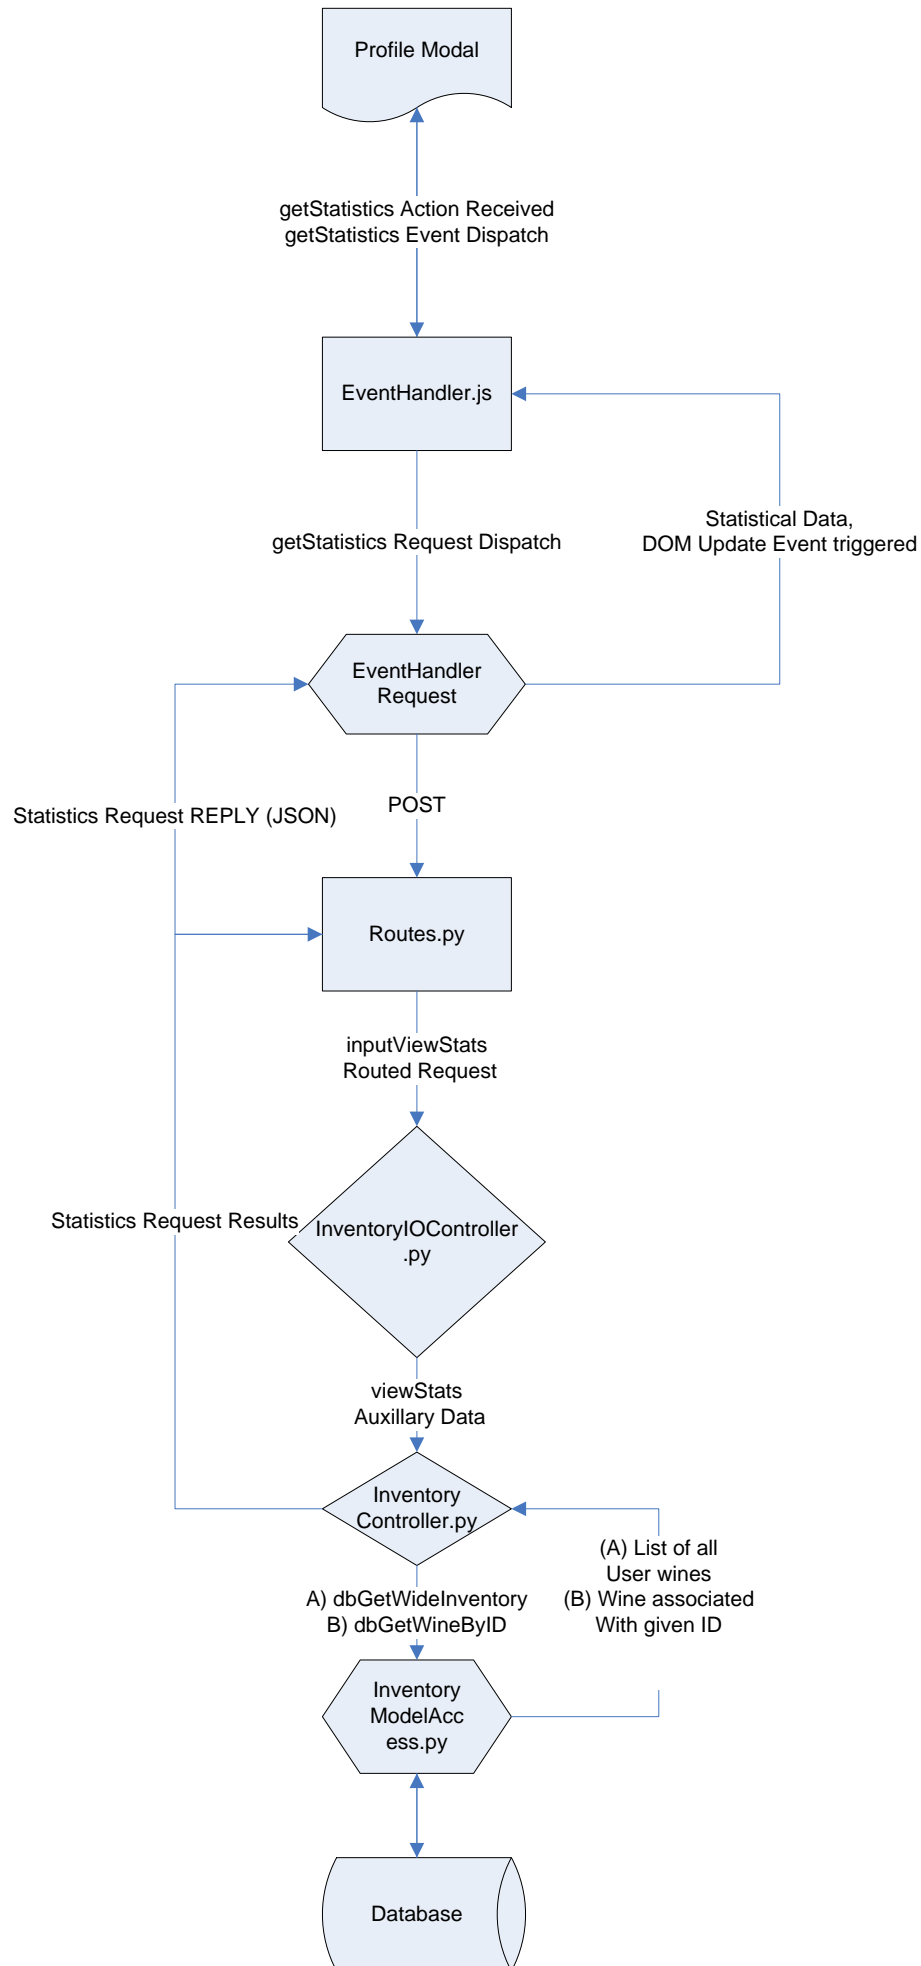 Profile Modal
getStatistics Action Received
getStatistics Event Dispatch
EventHandler.js
Statistical Data,
DOM Update Event triggered
getStatistics Request Dispatch
EventHandler
Request
Statistics Request REPLY (JSON)
POST
Routes.py
inputViewStats
Routed Request
Statistics Request Results
InventoryIOController
.py
viewStats
Auxillary Data
Inventory
Controller.py
(A) List of all
User wines
(B) Wine associated
With given ID
A) dbGetWideInventory
B) dbGetWineByID
Inventory
ModelAcc
ess.py
Database